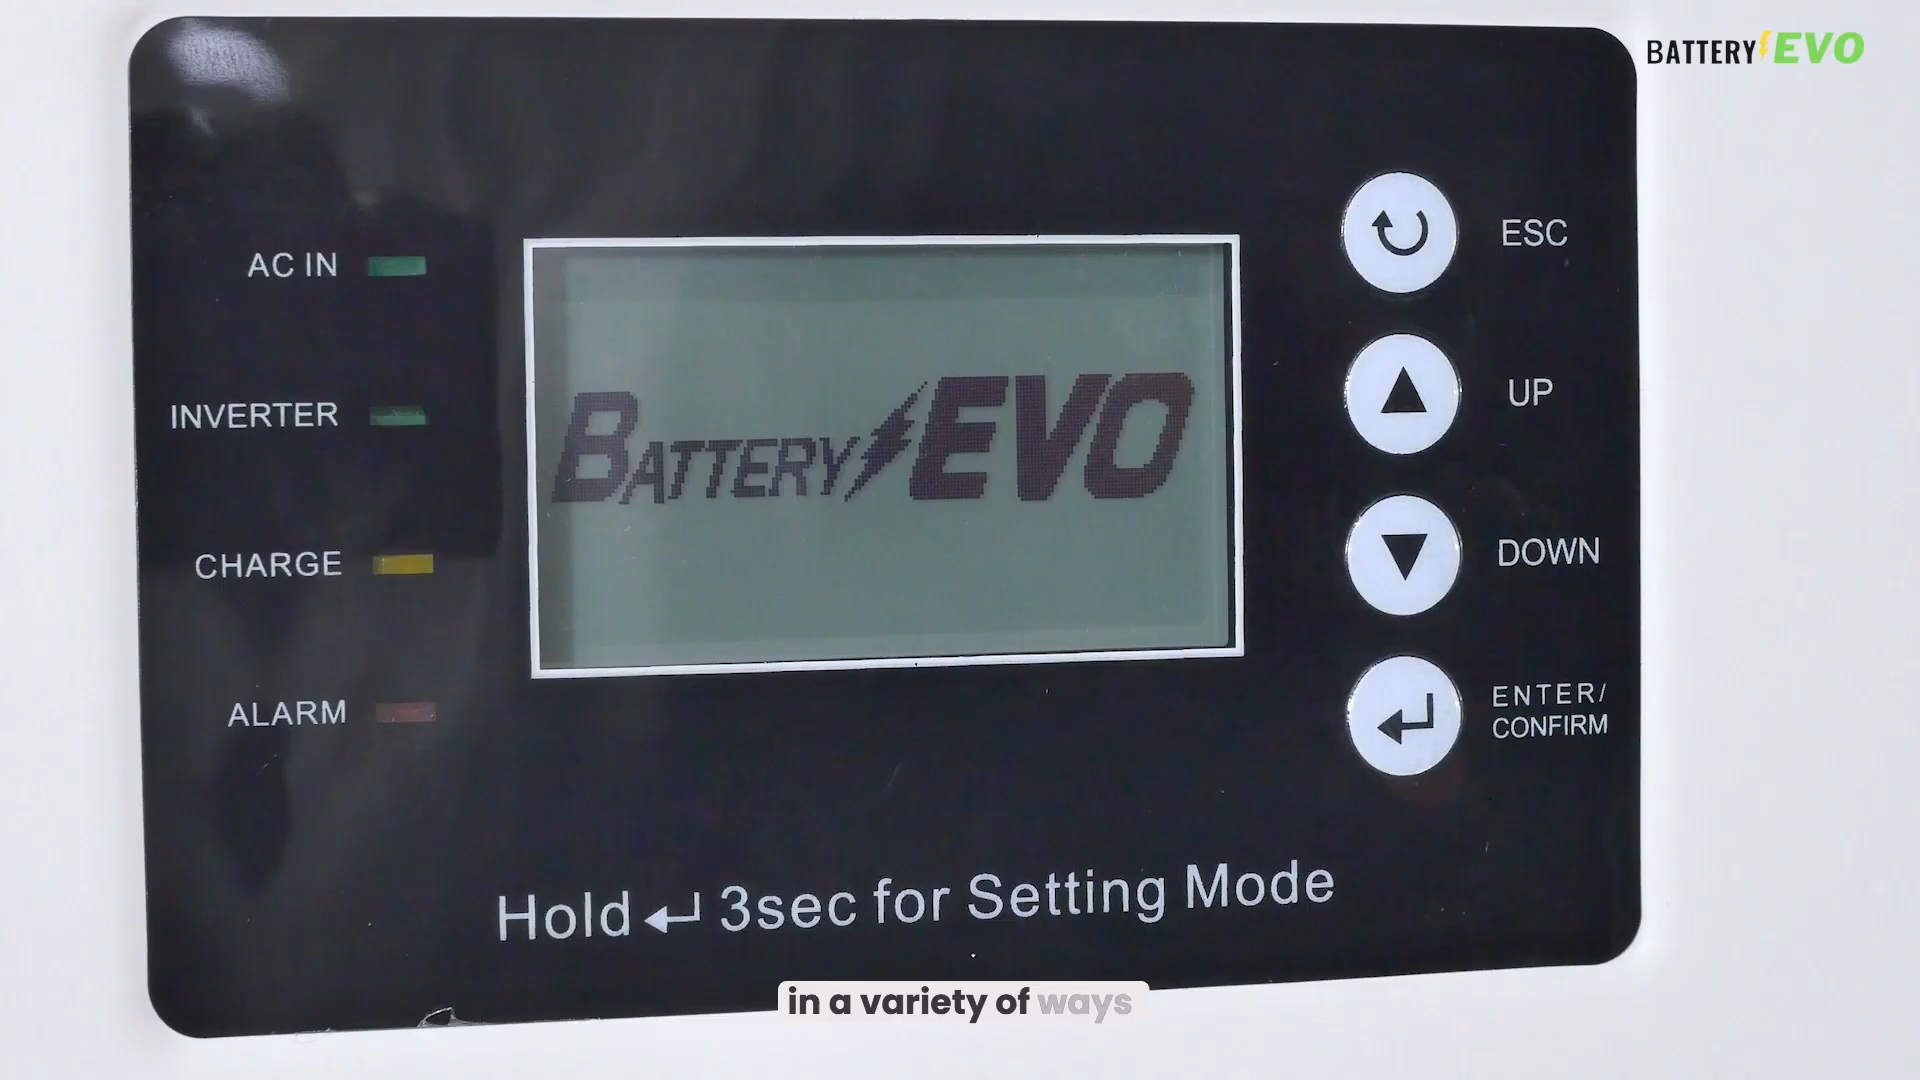 BATTERY EVO
AC IN
INVERTER
CHARGE
ALARM
BATTERY EVO
ESC
UP
DOWN
ENTER/
CONFIRM
Hold ↵ 3sec for Setting Mode
in a variety of ways